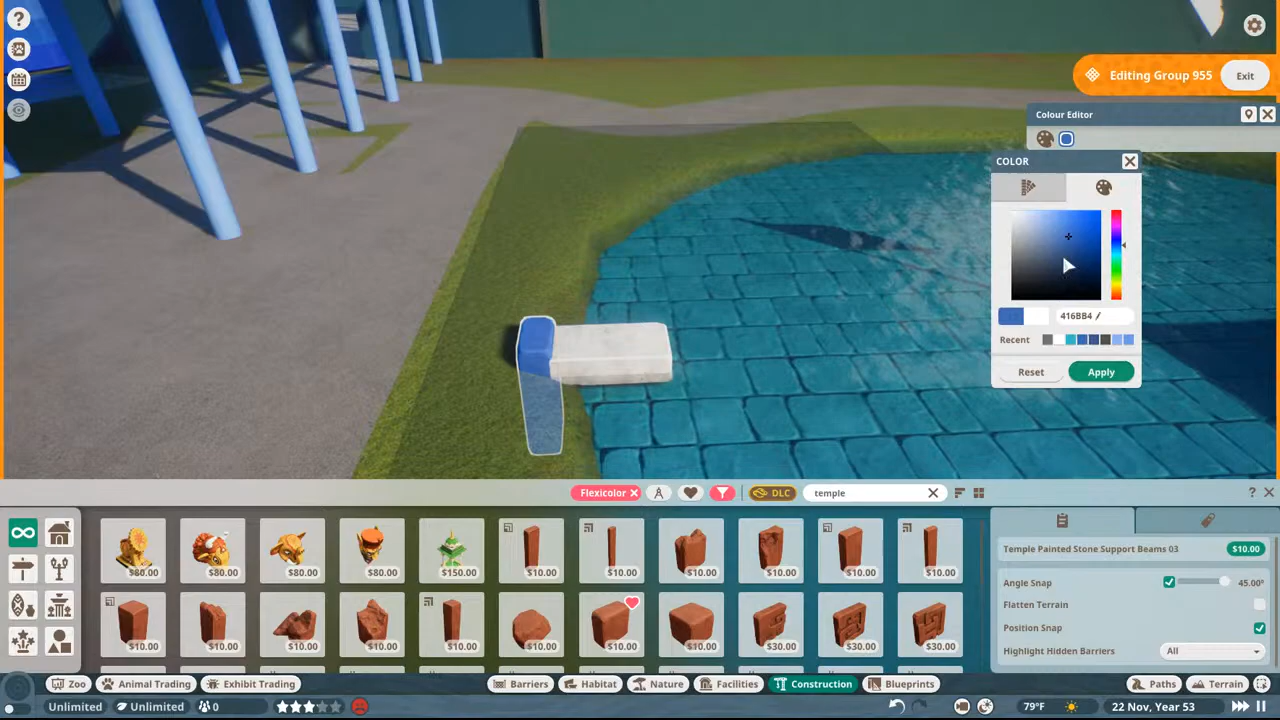 Editing Group 955
Exit
Colour Editor
COLOR
416BB4
Recent
Reset
Apply
Flexicolor
DLC
temple
?
$80.00 $80.00 $80.00 $80.00 $150.00 $10.00 $10.00 $10.00 $10.00 $10.00 $10.00
$10.00 $10.00 $10.00 $10.00 $10.00 $10.00 $10.00 $10.00 $30.00 $30.00 $30.00
Temple Painted Stone Support Beams 03
$10.00
Angle Snap
45.00°
Flatten Terrain
Position Snap
Highlight Hidden Barriers
All
Zoo Animal Trading Exhibit Trading Barriers Habitat Nature Facilities Construction Blueprints Paths Terrain
Unlimited Unlimited 0 79°F 22 Nov, Year 53